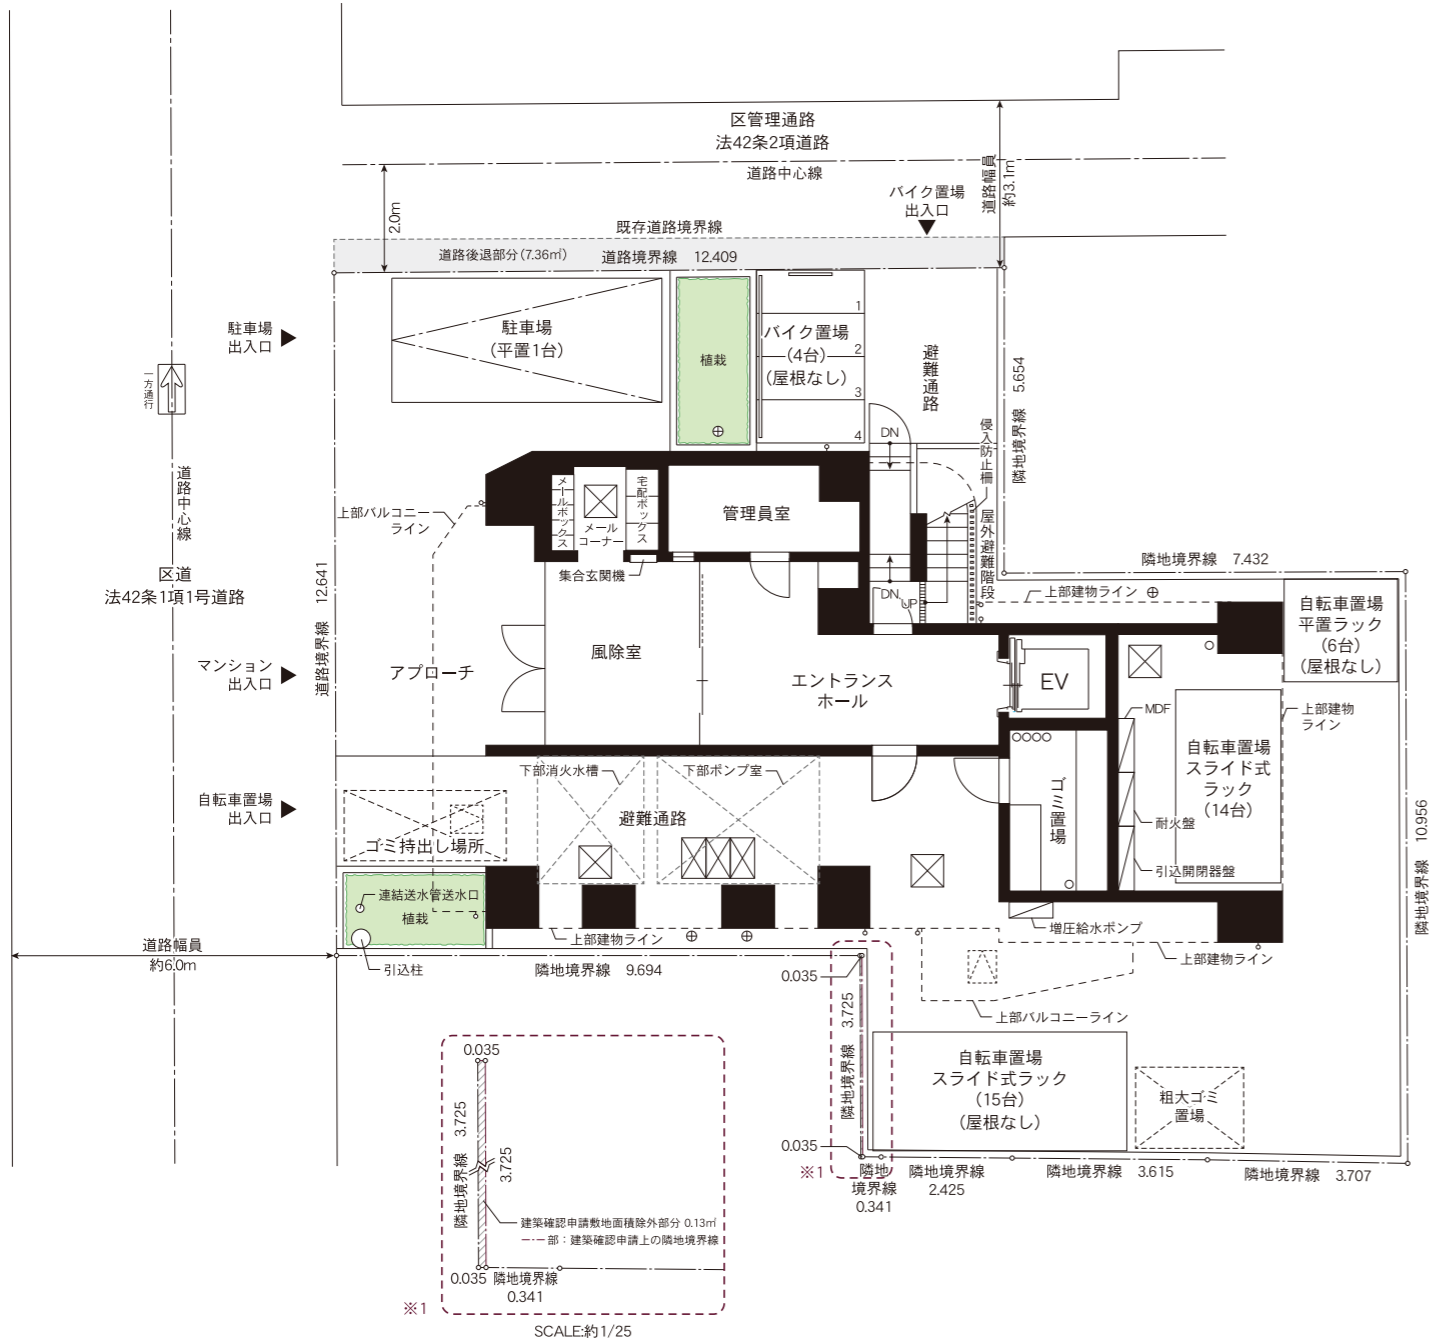 区管理通路
法42条2項道路
道路中心線
道路幅員
約3.1m
2.0m
バイク置場
出入口
既存道路境界線
道路後退部分(7.36㎡)
道路境界線 12.409
駐車場
出入口
駐車場
(平置1台)
植栽
バイク置場
(4台)
(屋根なし)
1
2
3
4
避難通路
隣地境界線 5.654
侵入防止柵
一方通行
道路中心線
DN
上部バルコニー
ライン
メールボックス
メール
コーナー
宅配ボックス
管理員室
屋外避難階段
隣地境界線 7.432
集合玄関機
区道
法42条1項1号道路
道路境界線 12.641
DN
UP
上部建物ライン
自転車置場
平置ラック
(6台)
(屋根なし)
マンション
出入口
アプローチ
風除室
エントランス
ホール
EV
MDF
上部建物
ライン
自転車置場
スライド式
ラック
(14台)
下部消火水槽
下部ポンプ室
自転車置場
出入口
避難通路
ゴミ置場
耐火盤
ゴミ持出し場所
引込開閉器盤
隣地境界線 10.956
連結送水管送水口
植栽
増圧給水ポンプ
上部建物ライン
上部建物ライン
道路幅員
約6.0m
引込柱
隣地境界線 9.694
0.035
上部バルコニーライン
隣地境界線 3.725
自転車置場
スライド式ラック
(15台)
(屋根なし)
粗大ゴミ
置場
0.035
※1
隣地
境界線
0.341
隣地境界線
2.425
隣地境界線 3.615
隣地境界線 3.707
0.035
隣地境界線 3.725
3.725
建築確認申請敷地面積除外部分 0.13㎡
部：建築確認申請上の隣地境界線
0.035
隣地境界線
0.341
※1
SCALE:約1/25